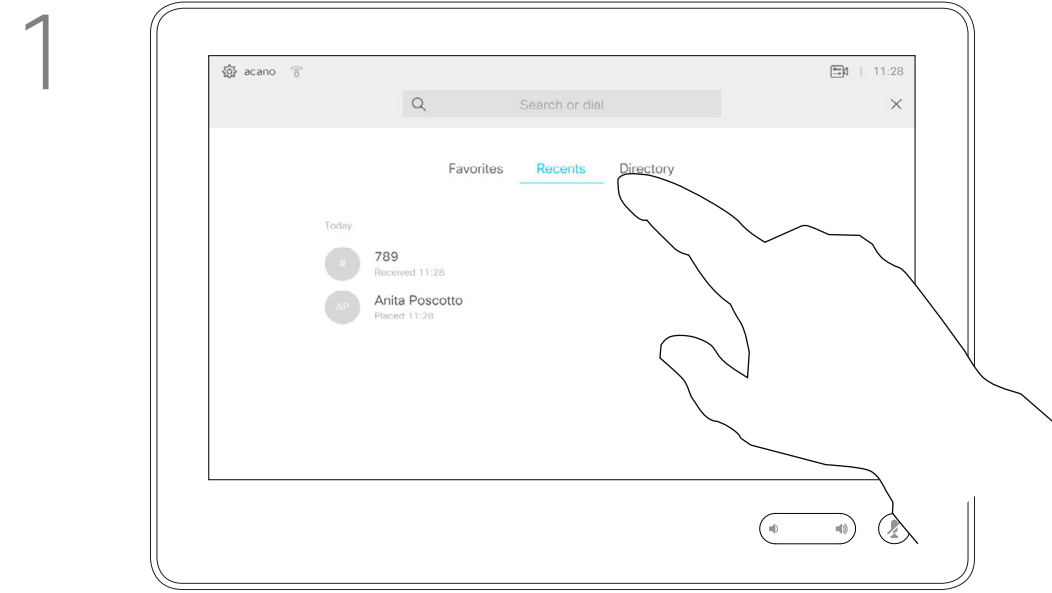 1
acano 11:28
Search or dial
Favorites Recents Directory
Today
#
789
Received 11:28
AP
Anita Poscotto
Placed 11:28